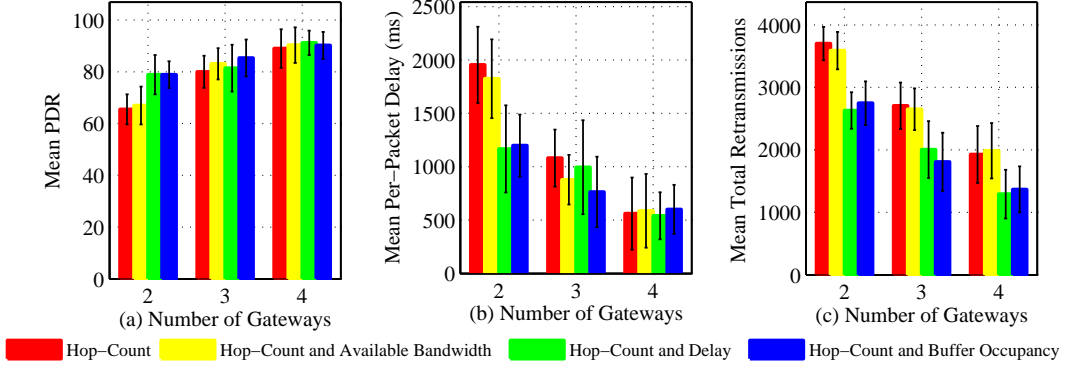 100
80
60
40
20
0
Mean PDR
2 3 4
(a) Number of Gateways
2500
2000
1500
1000
500
0
Mean Per-Packet Delay (ms)
2 3 4
(b) Number of Gateways
4000
3000
2000
1000
0
Mean Total Retransmissions
2 3 4
(c) Number of Gateways
Hop-Count Hop-Count and Available Bandwidth Hop-Count and Delay Hop-Count and Buffer Occupancy